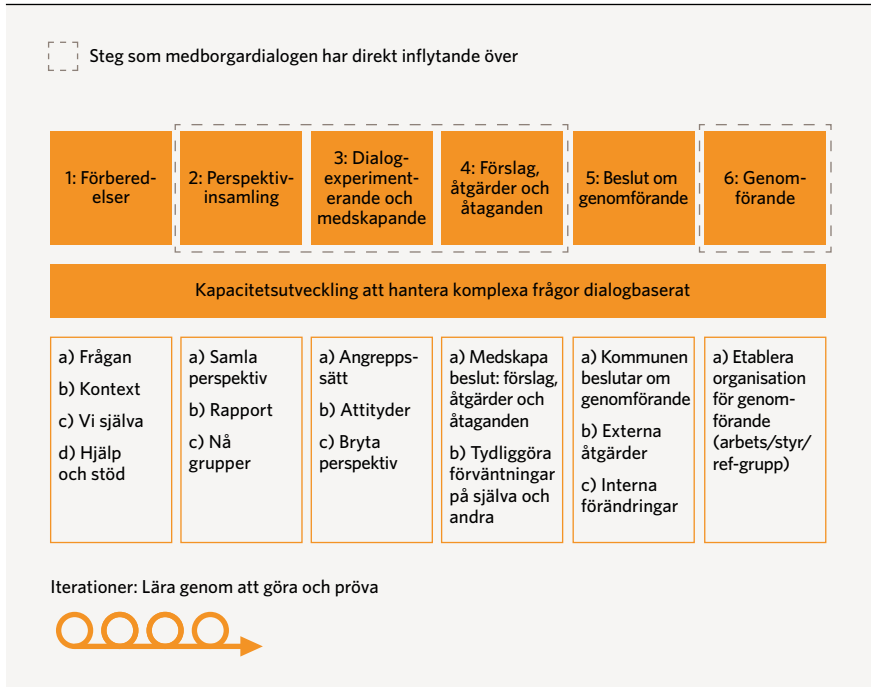 Steg som medborgardialogen har direkt inflytande över
1: Förbered-
elser
2: Perspektiv-
insamling
3: Dialog-
experiment-
erande och
medskapande
4: Förslag,
åtgärder och
åtaganden
5: Beslut om
genomförande
6: Genom-
förande
Kapacitetsutveckling att hantera komplexa frågor dialogbaserat
a) Frågan
b) Kontext
c) Vi själva
d) Hjälp
och stöd
a) Samla
perspektiv
b) Rapport
c) Nå
grupper
a) Angrepps-
sätt
b) Attityder
c) Bryta
perspektiv
a) Medskapa
beslut: förslag,
åtgärder och
åtaganden
b) Tydliggöra
förväntningar
på själva och
andra
a) Kommunen
beslutar om
genomförande
b) Externa
åtgärder
c) Interna
förändringar
a) Etablera
organisation
för genom-
förande
(arbets/styr/
ref-grupp)
Iterationer: Lära genom att göra och pröva